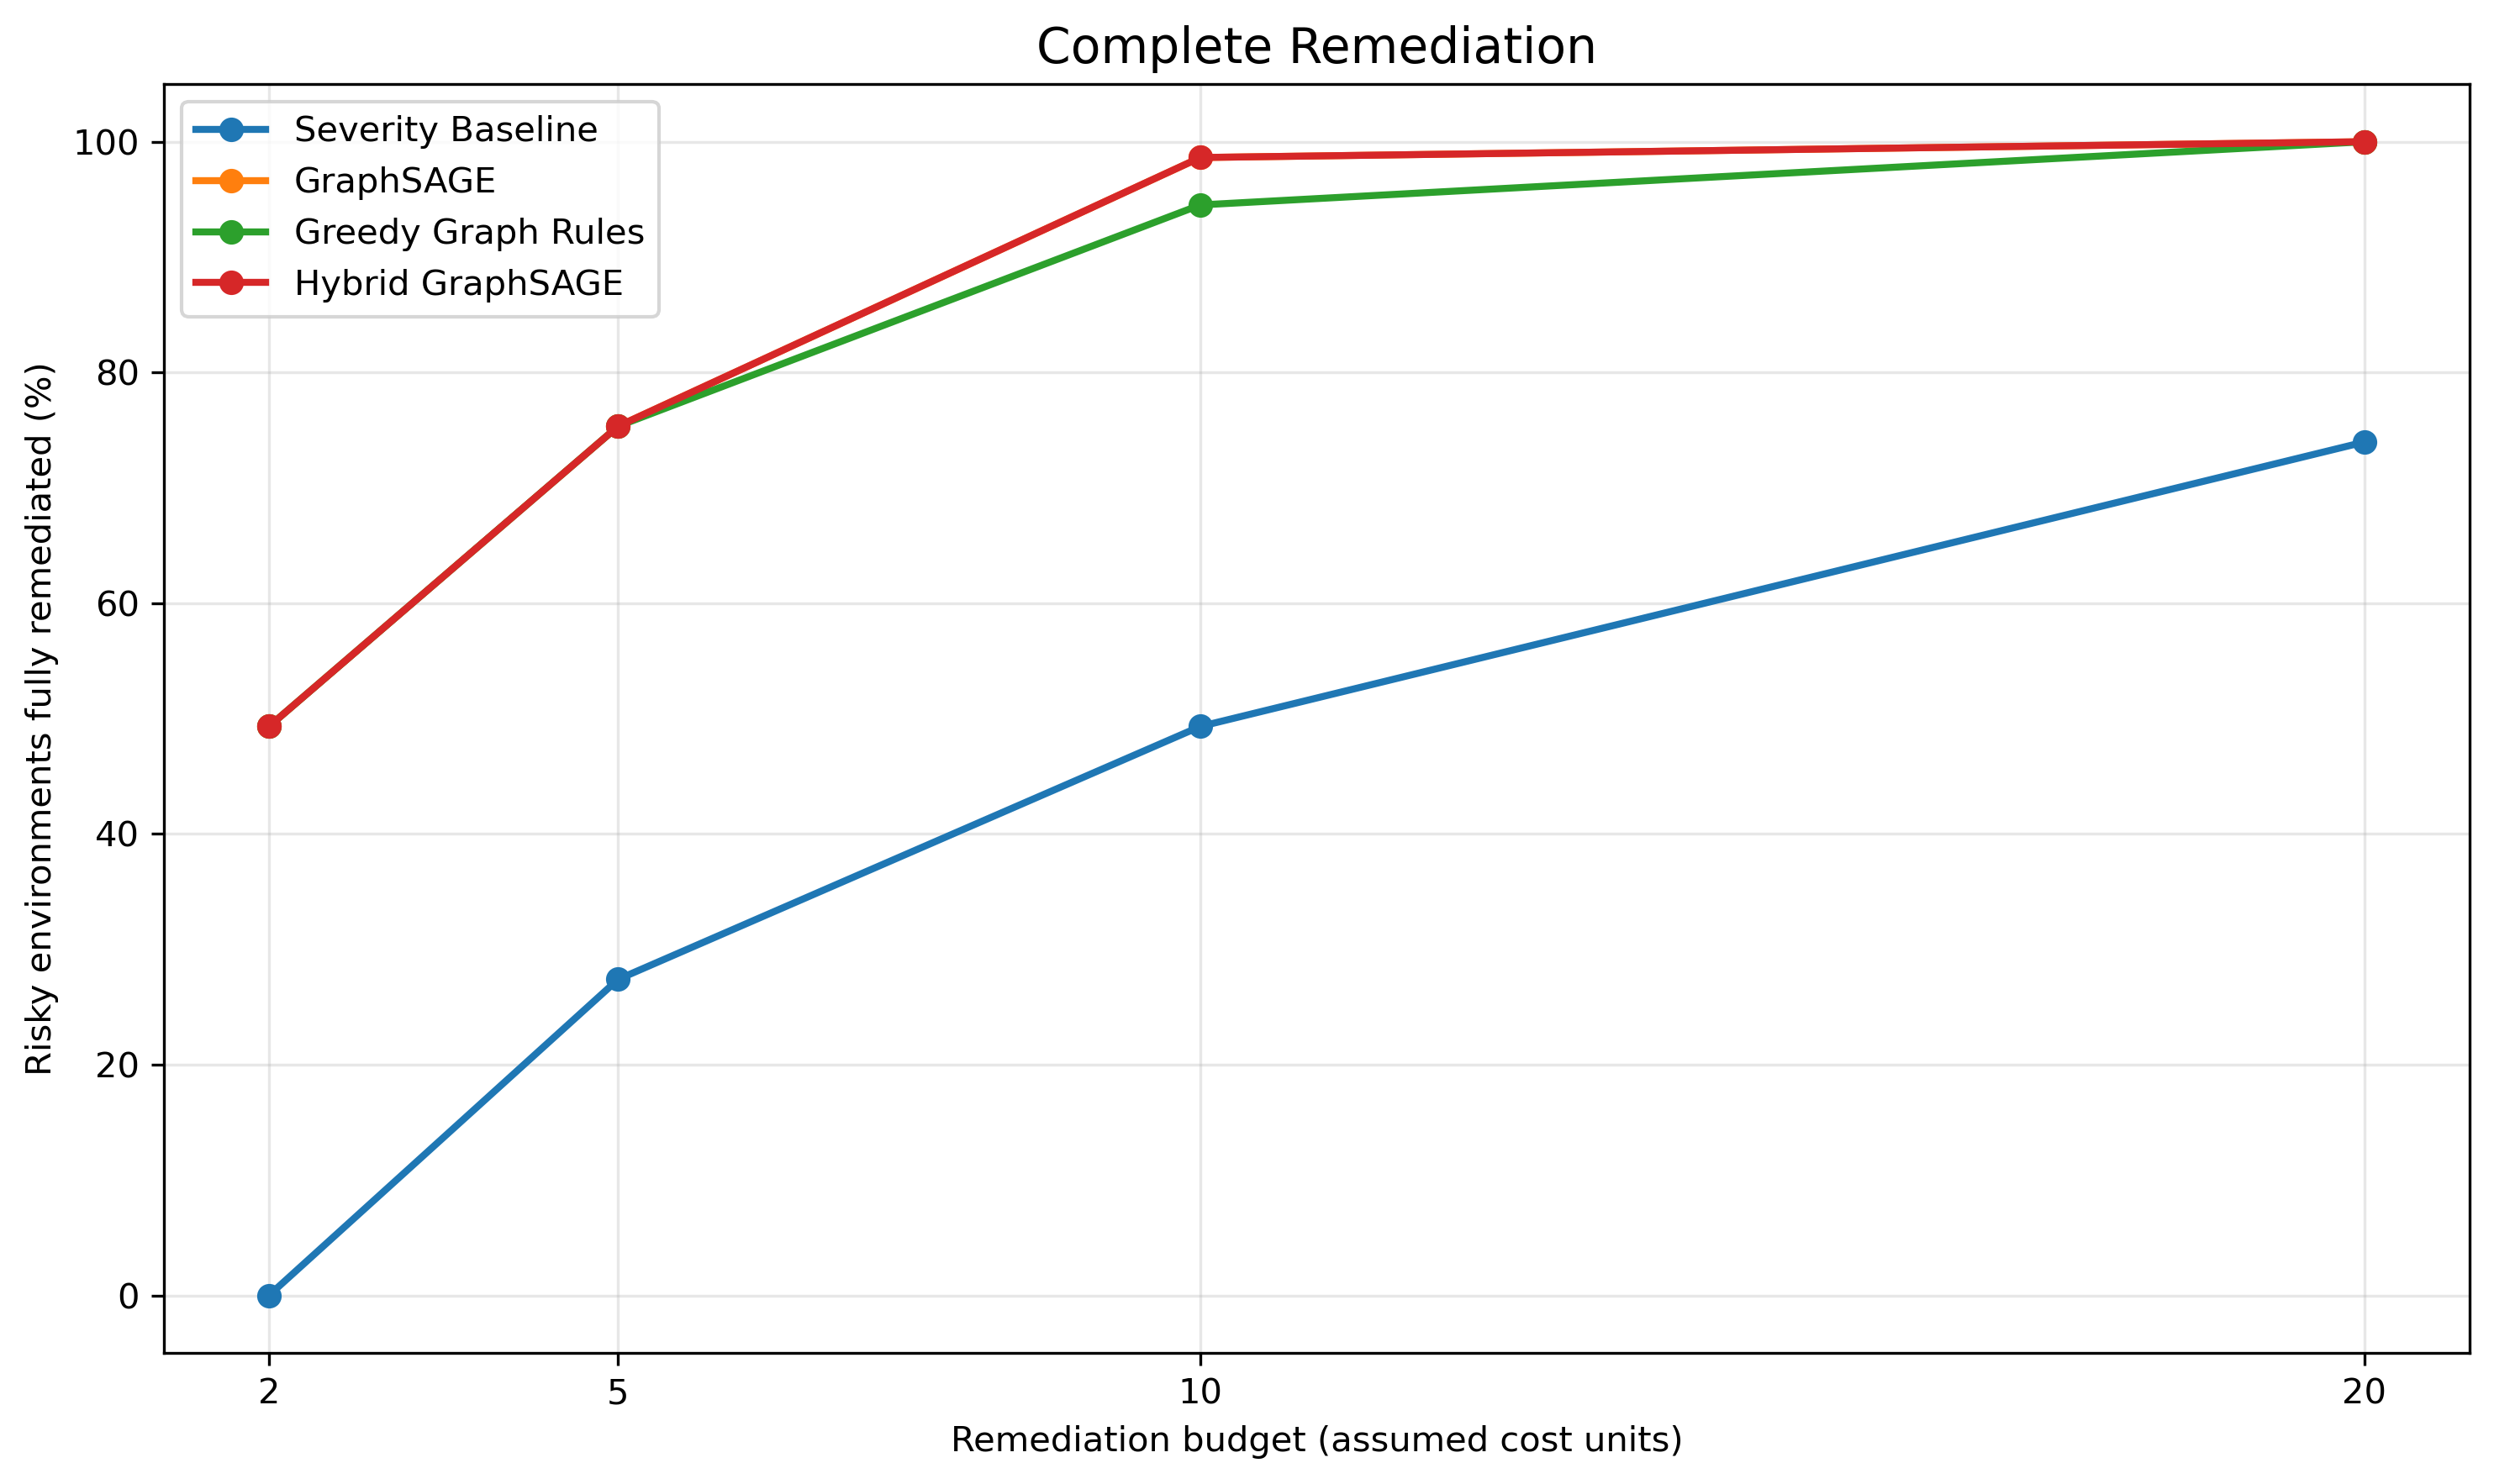 Complete Remediation
Severity Baseline
GraphSAGE
Greedy Graph Rules
Hybrid GraphSAGE
100
80
60
40
20
0
Risky environments fully remediated (%)
2
5
10
20
Remediation budget (assumed cost units)